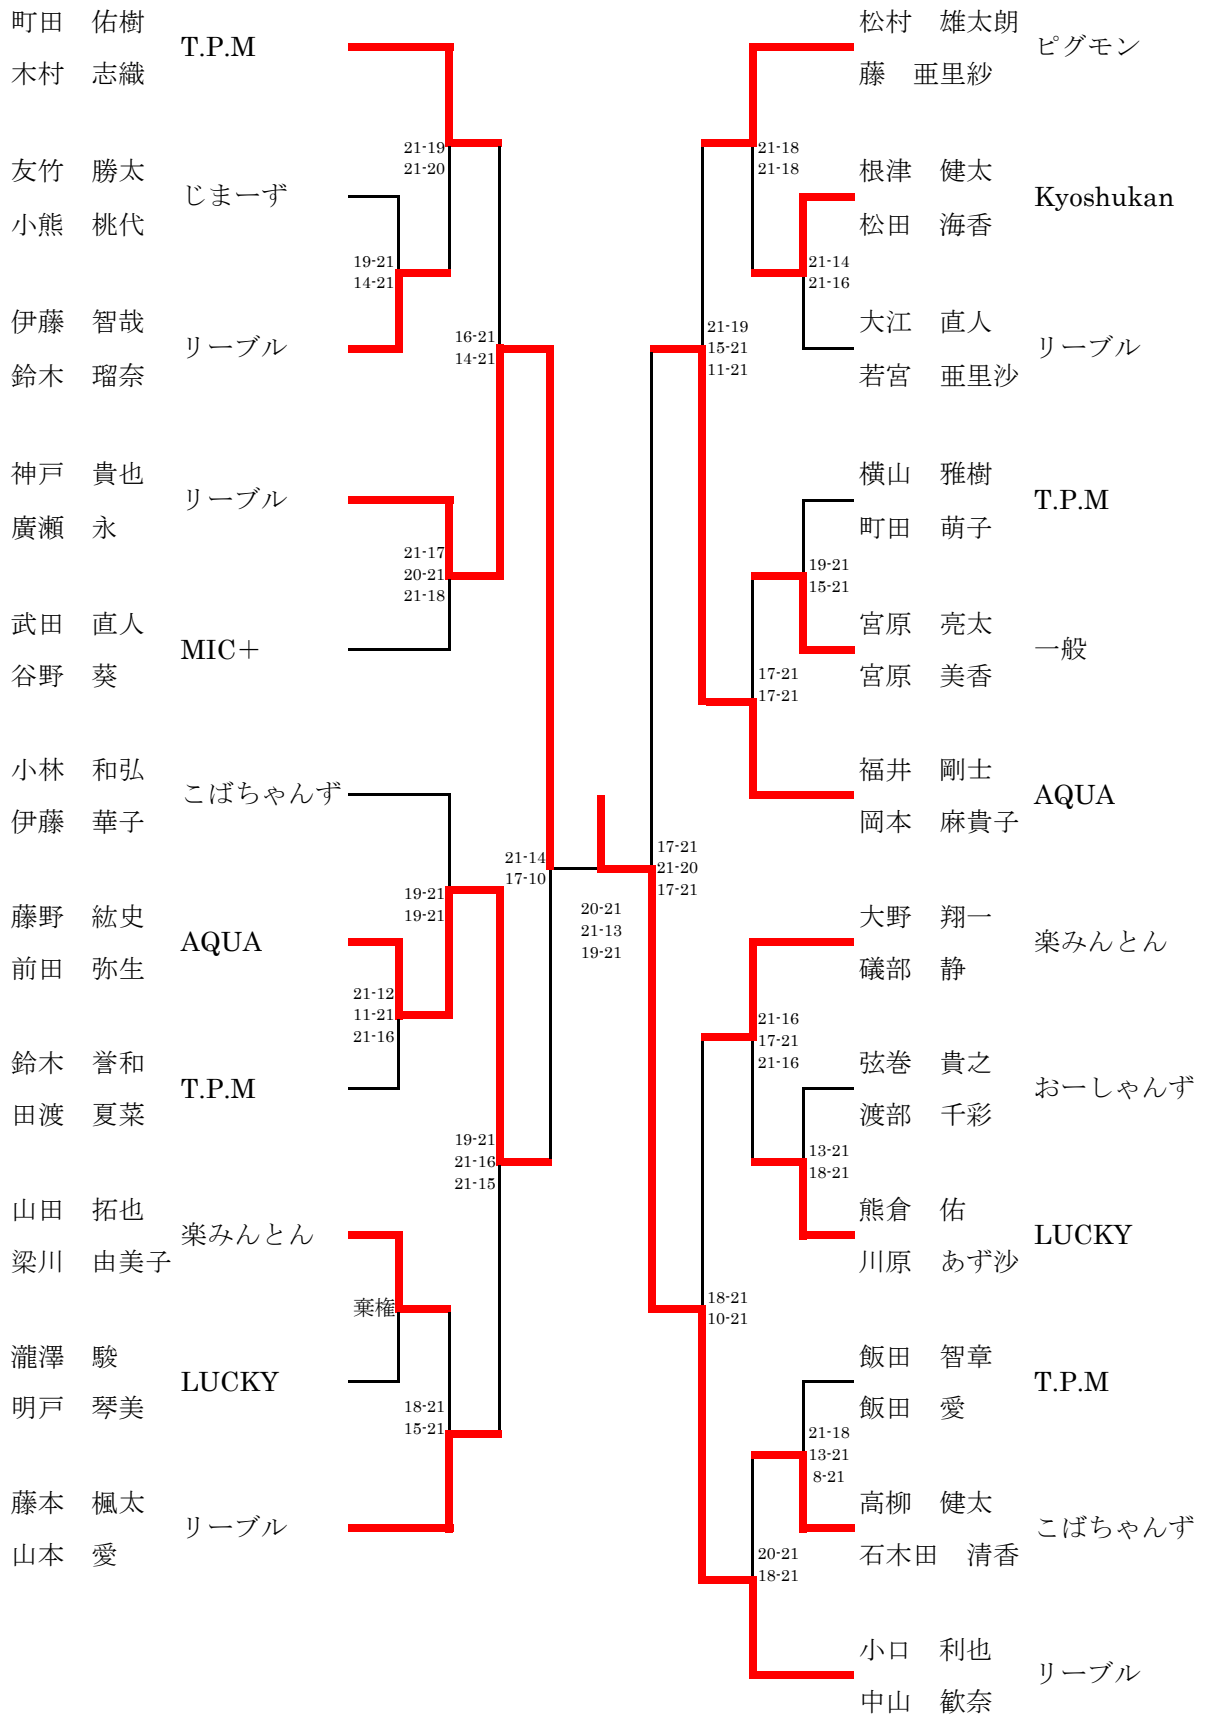 町田　佑樹
T.P.M
木村　志織
友竹　勝太
じまーず
小熊　桃代
伊藤　智哉
リーブル
鈴木　瑠奈
神戸　貴也
リーブル
廣瀬　永
武田　直人
MIC＋
谷野　葵
小林　和弘
こばちゃんず
伊藤　華子
藤野　紘史
AQUA
前田　弥生
鈴木　誉和
T.P.M
田渡　夏菜
山田　拓也
楽みんとん
梁川　由美子
瀧澤　駿
LUCKY
明戸　琴美
藤本　楓太
リーブル
山本　愛
21-19
21-20
19-21
14-21
16-21
14-21
21-17
20-21
21-18
19-21
19-21
21-12
11-21
21-16
21-14
17-10
19-21
21-16
21-15
棄権
18-21
15-21
20-21
21-13
19-21
17-21
21-20
17-21
21-19
15-21
11-21
21-18
21-18
21-14
21-16
19-21
15-21
17-21
17-21
21-16
17-21
21-16
13-21
18-21
18-21
10-21
21-18
13-21
8-21
20-21
18-21
松村　雄太朗
ピグモン
藤　亜里紗
根津　健太
Kyoshukan
松田　海香
大江　直人
リーブル
若宮　亜里沙
横山　雅樹
T.P.M
町田　萌子
宮原　亮太
一般
宮原　美香
福井　剛士
AQUA
岡本　麻貴子
大野　翔一
楽みんとん
礒部　静
弦巻　貴之
おーしゃんず
渡部　千彩
熊倉　佑
LUCKY
川原　あず沙
飯田　智章
T.P.M
飯田　愛
高柳　健太
こばちゃんず
石木田　清香
小口　利也
リーブル
中山　歓奈